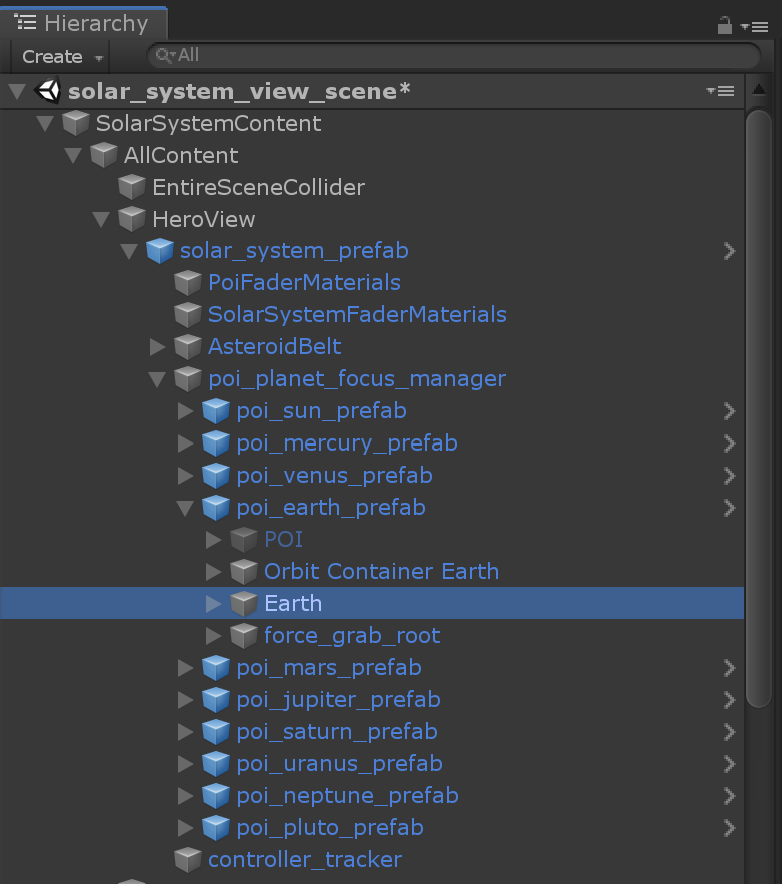 Hierarchy
Create
All
solar_system_view_scene*
SolarSystemContent
AllContent
EntireSceneCollider
HeroView
solar_system_prefab
PoiFaderMaterials
SolarSystemFaderMaterials
AsteroidBelt
poi_planet_focus_manager
poi_sun_prefab
poi_mercury_prefab
poi_venus_prefab
poi_earth_prefab
POI
Orbit Container Earth
Earth
force_grab_root
poi_mars_prefab
poi_jupiter_prefab
poi_saturn_prefab
poi_uranus_prefab
poi_neptune_prefab
poi_pluto_prefab
controller_tracker